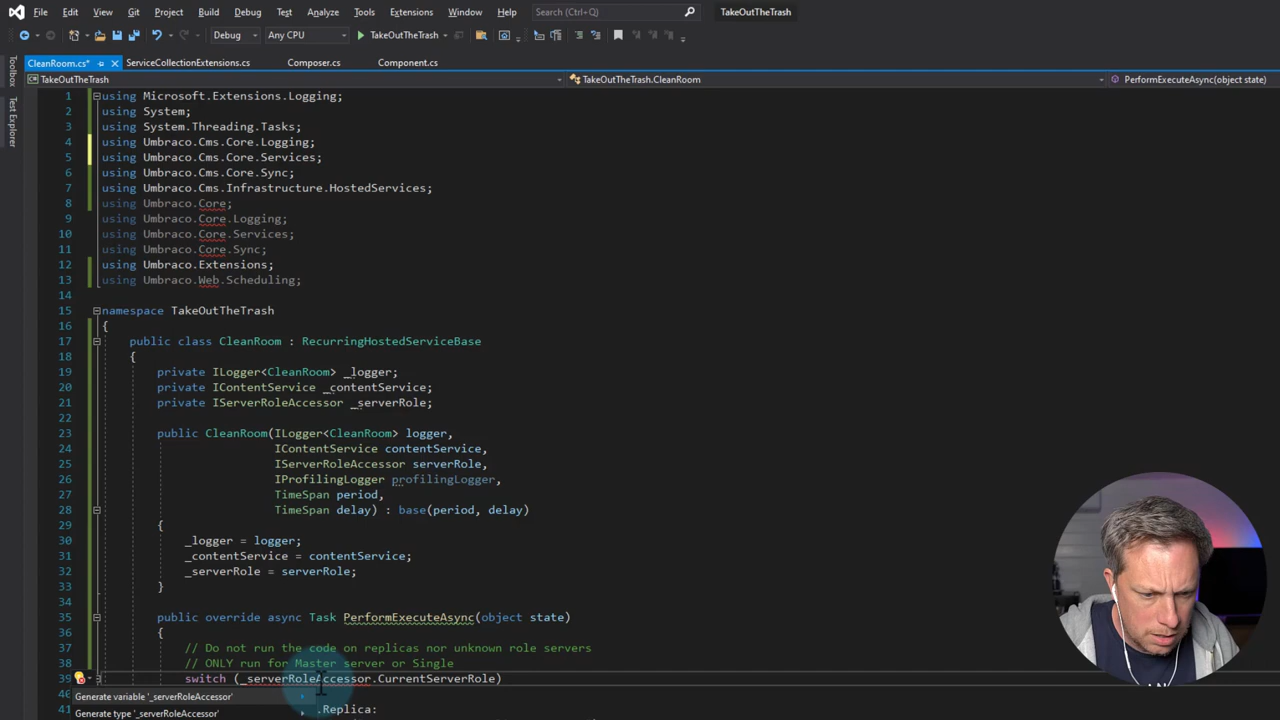 File Edit View Git Project Build Debug Test Analyze Tools Extensions Window Help Search (Ctrl+Q) TakeOutTheTrash
Debug Any CPU TakeOutTheTrash
CleanRoom.cs* ServiceCollectionExtensions.cs Composer.cs Component.cs
TakeOutTheTrash TakeOutTheTrash.CleanRoom PerformExecuteAsync(object state)
Toolbox
Test Explorer
1 using Microsoft.Extensions.Logging;
2 using System;
3 using System.Threading.Tasks;
4 using Umbraco.Cms.Core.Logging;
5 using Umbraco.Cms.Core.Services;
6 using Umbraco.Cms.Core.Sync;
7 using Umbraco.Cms.Infrastructure.HostedServices;
8 using Umbraco.Core;
9 using Umbraco.Core.Logging;
10 using Umbraco.Core.Services;
11 using Umbraco.Core.Sync;
12 using Umbraco.Extensions;
13 using Umbraco.Web.Scheduling;
14
15 namespace TakeOutTheTrash
16 {
17 public class CleanRoom : RecurringHostedServiceBase
18 {
19 private ILogger<CleanRoom> _logger;
20 private IContentService _contentService;
21 private IServerRoleAccessor _serverRole;
22
23 public CleanRoom(ILogger<CleanRoom> logger,
24 IContentService contentService,
25 IServerRoleAccessor serverRole,
26 IProfilingLogger profilingLogger,
27 TimeSpan period,
28 TimeSpan delay) : base(period, delay)
29 {
30 _logger = logger;
31 _contentService = contentService;
32 _serverRole = serverRole;
33 }
34
35 public override async Task PerformExecuteAsync(object state)
36 {
37 // Do not run the code on replicas nor unknown role servers
38 // ONLY run for Master server or Single
39 switch (_serverRoleAccessor.CurrentServerRole)
40 Generate variable '_serverRoleAccessor'
41 .Replica:
Generate type '_serverRoleAccessor'